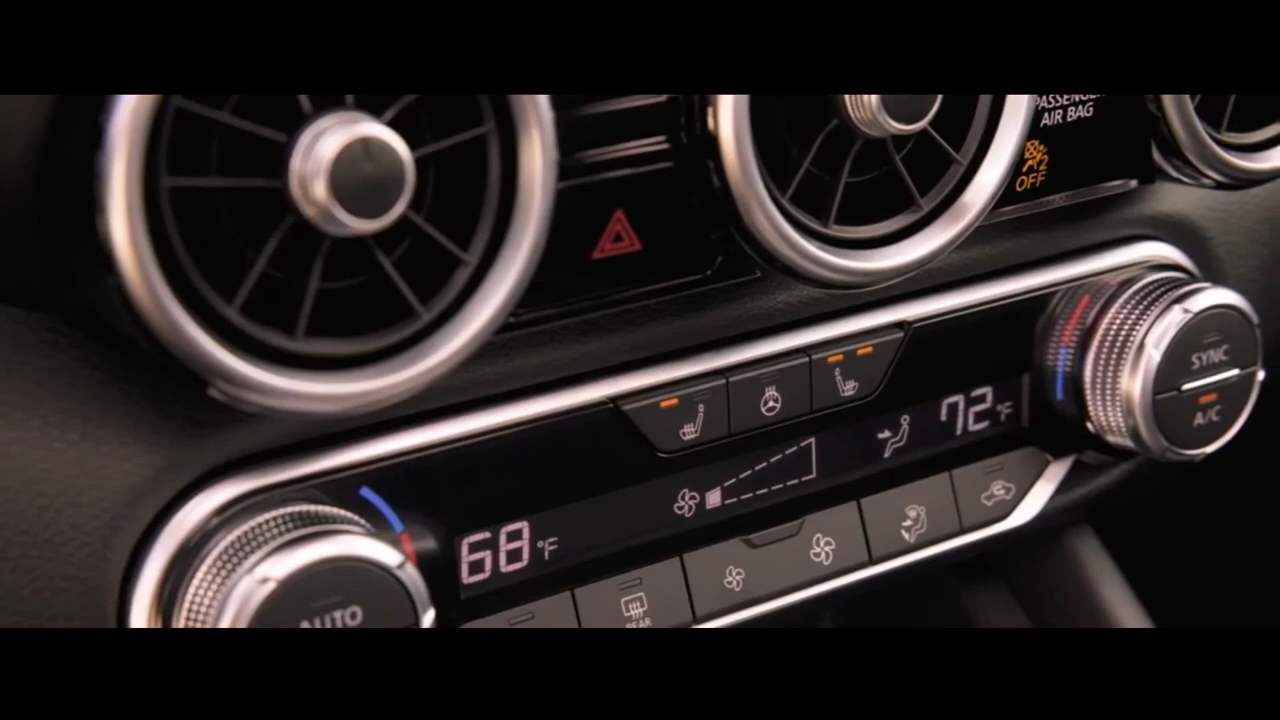 PASSENGER
AIR BAG
2
OFF
SYNC
A/C
72°F
68°F
AUTO
REAR